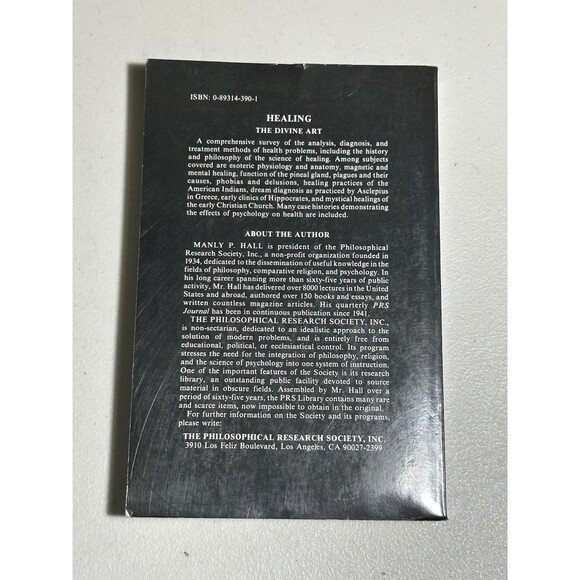 ISBN: 0-89314-390-1
HEALING
THE DIVINE ART
A comprehensive survey of the analysis, diagnosis, and
treatment methods of health problems, including the history
and philosophy of the science of healing. Among subjects
covered are esoteric physiology and anatomy, magnetic and
mental healing, function of the pineal gland, plagues and their
causes, phobias and delusions, healing practices of the
American Indians, dream diagnosis as practiced by Asclepius
in Greece, early clinics of Hippocrates, and mystical healings of
the early Christian Church. Many case histories demonstrating
the effects of psychology on health are included.
ABOUT THE AUTHOR
MANLY P. HALL is president of the Philosophical
Research Society, Inc., a non-profit organization founded in
1934, dedicated to the dissemination of useful knowledge in the
fields of philosophy, comparative religion, and psychology. In
his long career spanning more than sixty-five years of public
activity, Mr. Hall has delivered over 8000 lectures in the United
States and abroad, authored over 150 books and essays, and
written countless magazine articles. His quarterly PRS
Journal has been in continuous publication since 1941.
THE PHILOSOPHICAL RESEARCH SOCIETY, INC.,
is non-sectarian, dedicated to an idealistic approach to the
solution of modern problems, and is entirely free from
educational, political, or ecclesiastical control. Its program
stresses the need for the integration of philosophy, religion,
and the science of psychology into one system of instruction.
One of the important features of the Society is its research
library, an outstanding public facility devoted to source
material in obscure fields. Assembled by Mr. Hall over a
period of sixty-five years, the PRS Library contains many rare
and scarce items, now impossible to obtain in the original.
For further information on the Society and its programs,
please write:
THE PHILOSOPHICAL RESEARCH SOCIETY, INC.
3910 Los Feliz Boulevard, Los Angeles, CA 90027-2399